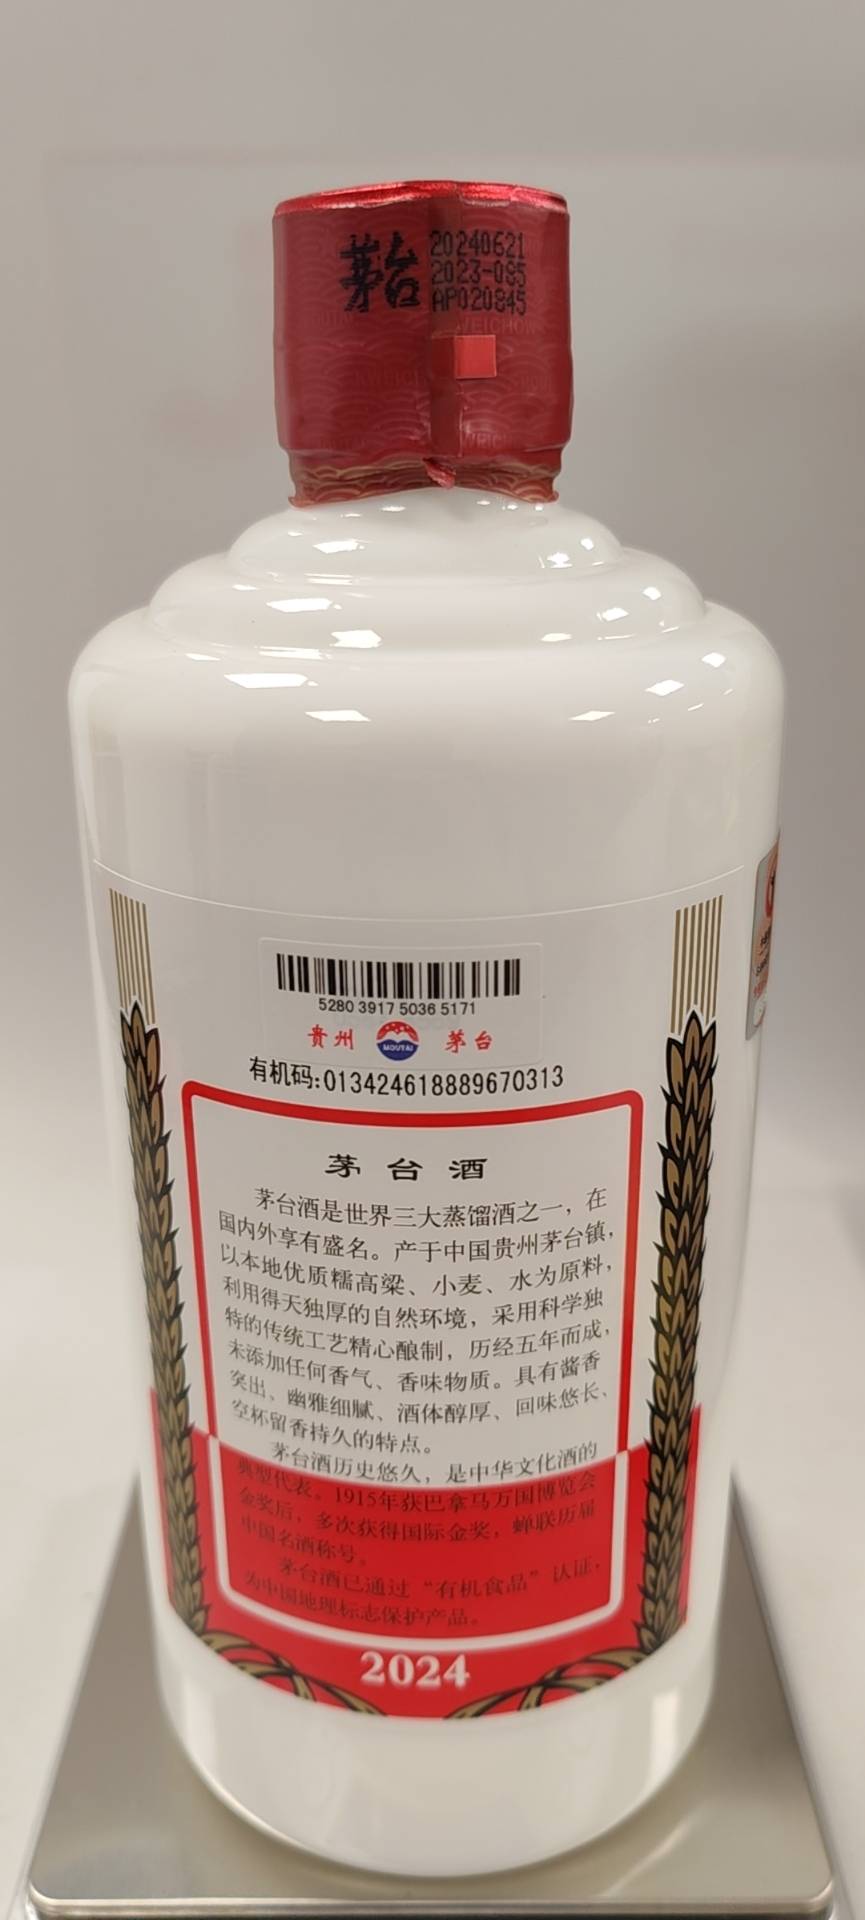 茅台
20240621
2023-085
AP020845
5280 3917 5036 5171
贵州 MOUTAI 茅台
有机码:013424618889670313
茅台酒
茅台酒是世界三大蒸馏酒之一，在
国内外享有盛名。产于中国贵州茅台镇，
以本地优质糯高粱、小麦、水为原料，
利用得天独厚的自然环境，采用科学独
特的传统工艺精心酿制，历经五年而成，
未添加任何香气、香味物质。具有酱香
突出、幽雅细腻、酒体醇厚、回味悠长、
空杯留香持久的特点。
茅台酒历史悠久，是中华文化酒的
典型代表。1915年获巴拿马万国博览会
金奖后，多次获得国际金奖，蝉联历届
中国名酒称号。
茅台酒已通过“有机食品”认证，
为中国地理标志保护产品。
2024